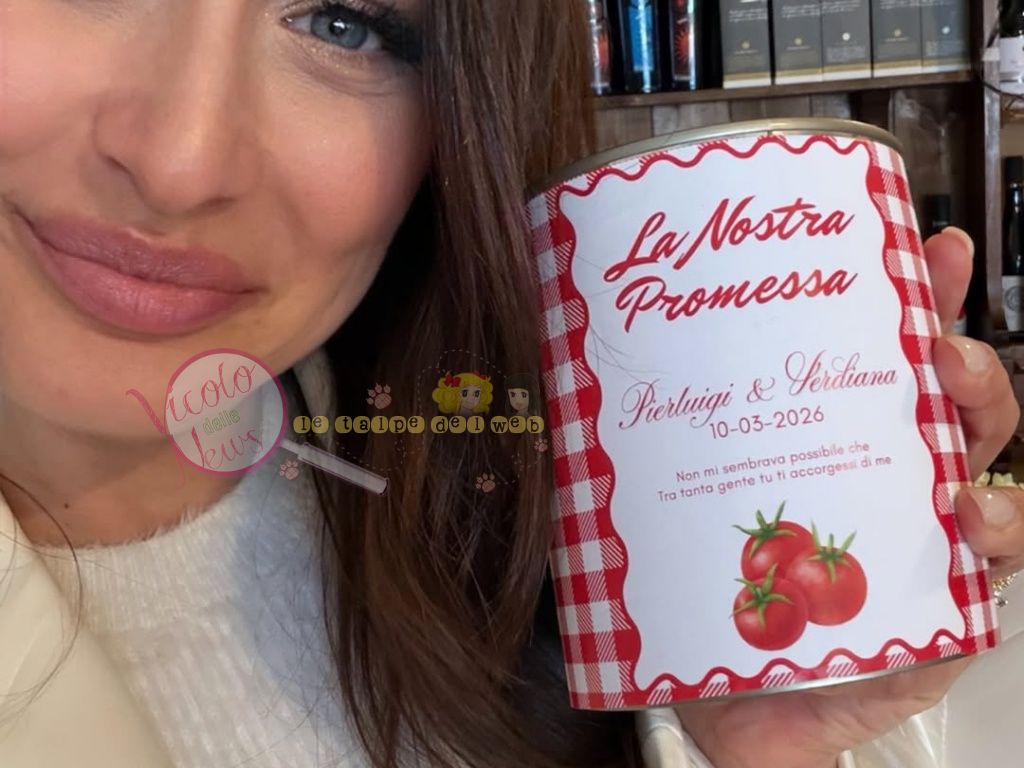 La Nostra
Promessa
Pierluigi & Serdiana
10-03-2026
Non mi sembrava possibile che
Tra tanta gente tu ti accorgessi di me
Vicolo
delle
News
le talpe del web